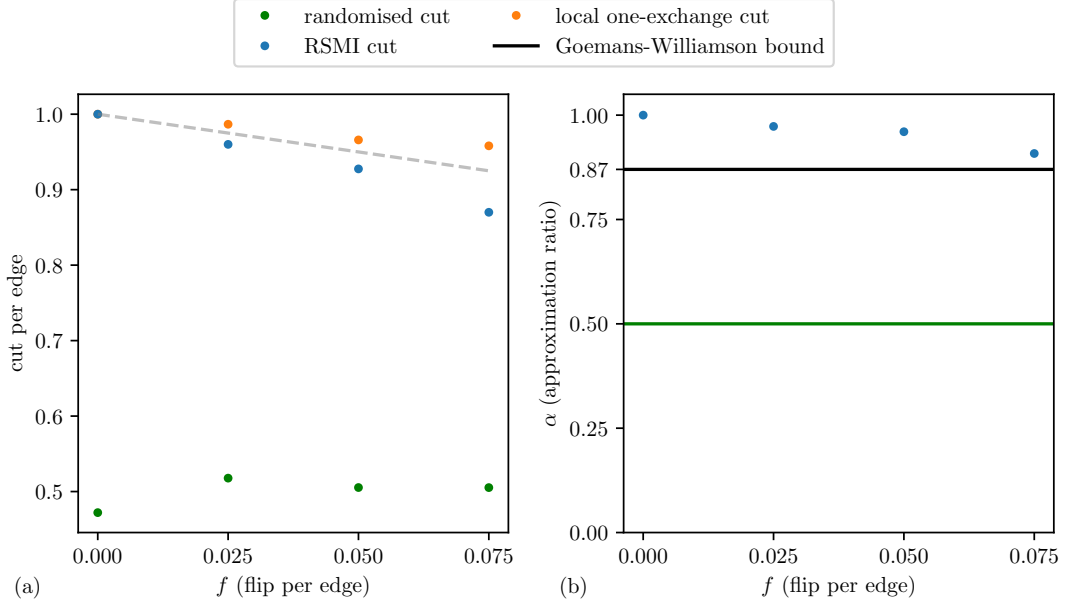 randomised cut
RSMI cut
local one-exchange cut
Goemans-Williamson bound
cut per edge
1.0
0.9
0.8
0.7
0.6
0.5
0.000 0.025 0.050 0.075
f (flip per edge)
(a)
α (approximation ratio)
1.00
0.87
0.75
0.50
0.25
0.00
0.000 0.025 0.050 0.075
f (flip per edge)
(b)